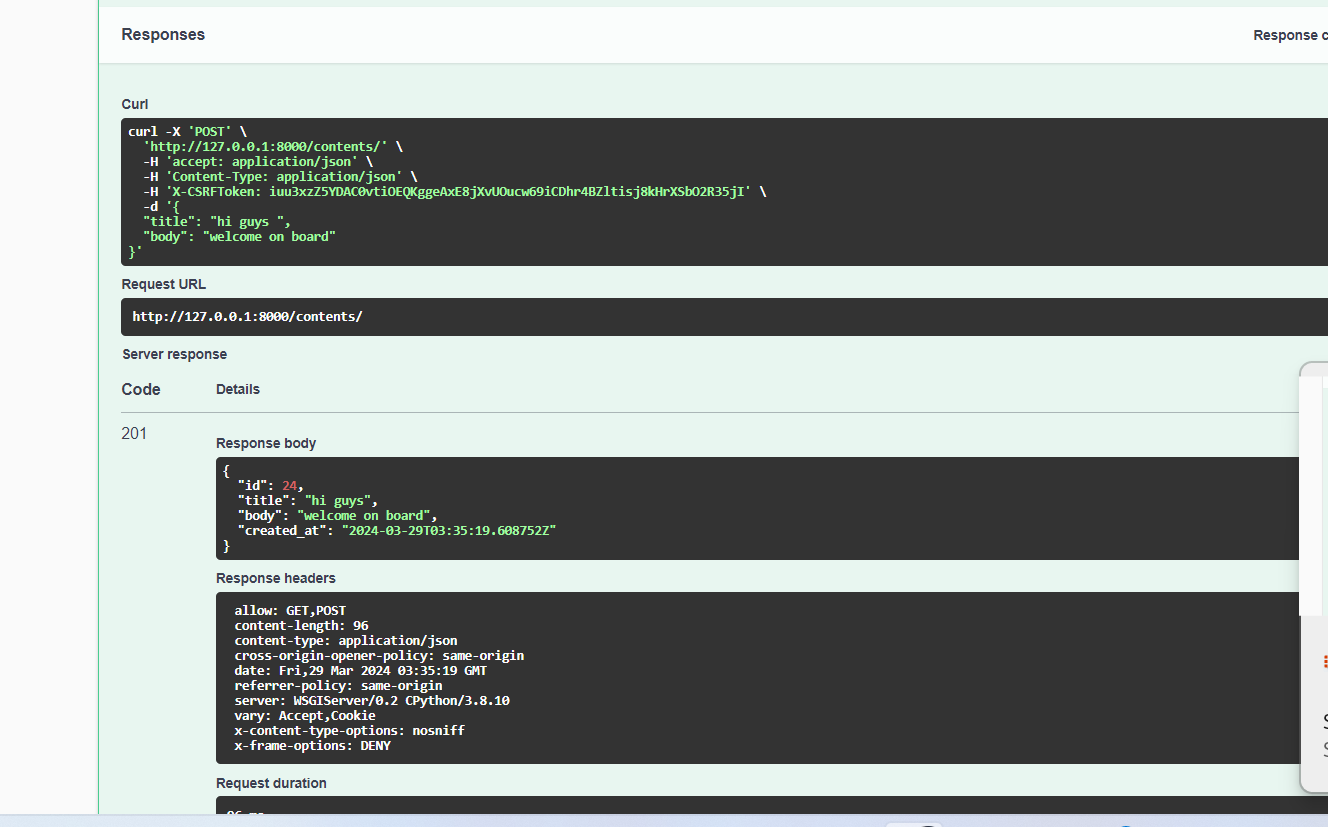 Responses
Response c
Curl
curl -X 'POST' \
'http://127.0.0.1:8000/contents/' \
-H 'accept: application/json' \
-H 'Content-Type: application/json' \
-H 'X-CSRFToken: iuu3xzZ5YDAC0vtiOEQKggeAxE8jXvUOucw69iCDhr4BZltisj8kHrXSbO2R35jI' \
-d '{
"title": "hi guys ",
"body": "welcome on board"
}'
Request URL
http://127.0.0.1:8000/contents/
Server response
Code Details
201
Response body
{
"id": 24,
"title": "hi guys",
"body": "welcome on board",
"created_at": "2024-03-29T03:35:19.608752Z"
}
Response headers
allow: GET,POST
content-length: 96
content-type: application/json
cross-origin-opener-policy: same-origin
date: Fri,29 Mar 2024 03:35:19 GMT
referrer-policy: same-origin
server: WSGIServer/0.2 CPython/3.8.10
vary: Accept,Cookie
x-content-type-options: nosniff
x-frame-options: DENY
Request duration